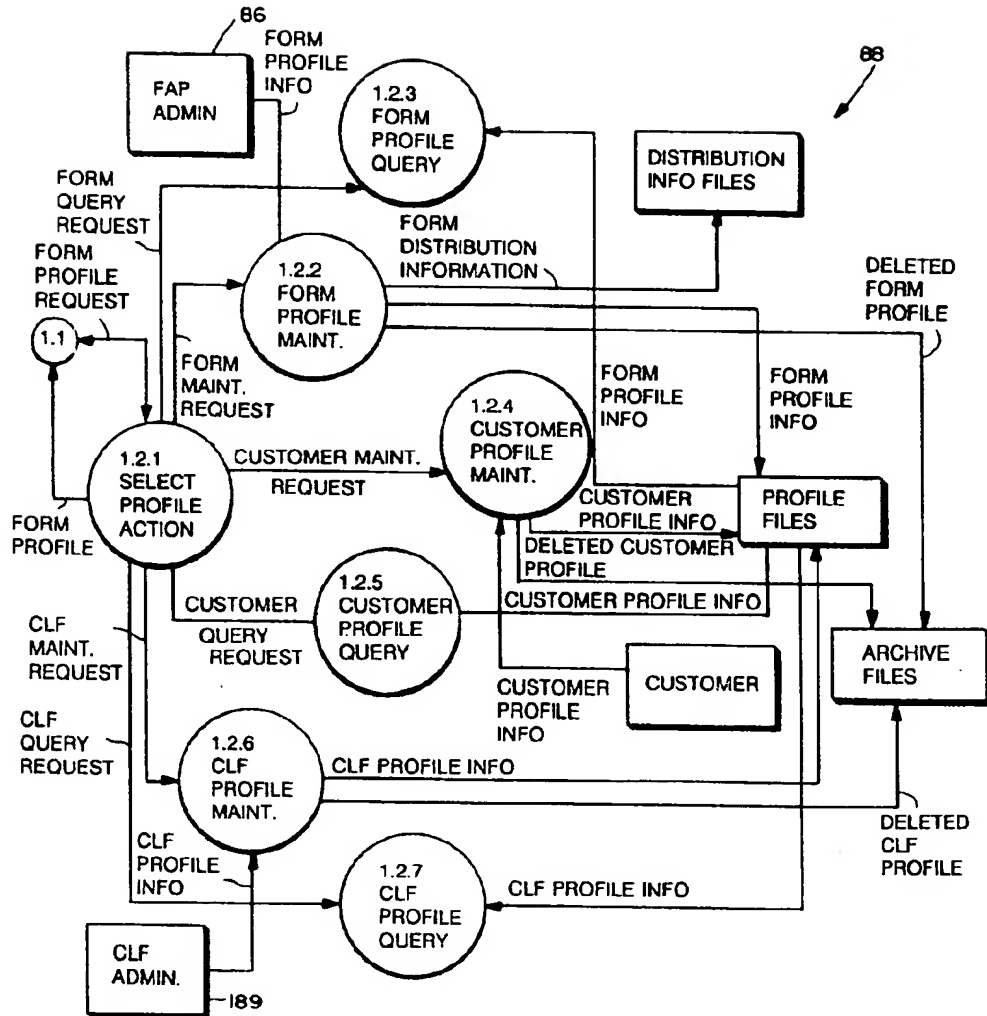 86
FORM
PROFILE
INFO
88
FAP
ADMIN
1.2.3
FORM
PROFILE
QUERY
DISTRIBUTION
INFO FILES
FORM
QUERY
REQUEST
FORM
DISTRIBUTION
INFORMATION
FORM
PROFILE
REQUEST
1.2.2
FORM
PROFILE
MAINT.
DELETED
FORM
PROFILE
1.1
FORM
MAINT.
REQUEST
FORM
PROFILE
INFO
FORM
PROFILE
INFO
1.2.4
CUSTOMER
PROFILE
MAINT.
1.2.1
SELECT
PROFILE
ACTION
CUSTOMER MAINT.
REQUEST
FORM
PROFILE
CUSTOMER
PROFILE INFO
PROFILE
FILES
DELETED CUSTOMER
PROFILE
CUSTOMER PROFILE INFO
1.2.5
CUSTOMER
PROFILE
QUERY
CUSTOMER
QUERY
REQUEST
CLF
MAINT.
REQUEST
ARCHIVE
FILES
CUSTOMER
CUSTOMER
PROFILE
INFO
CLF
QUERY
REQUEST
1.2.6
CLF
PROFILE
MAINT.
CLF PROFILE INFO
DELETED
CLF
PROFILE
CLF
PROFILE
INFO
1.2.7
CLF
PROFILE
QUERY
CLF PROFILE INFO
CLF
ADMIN.
189